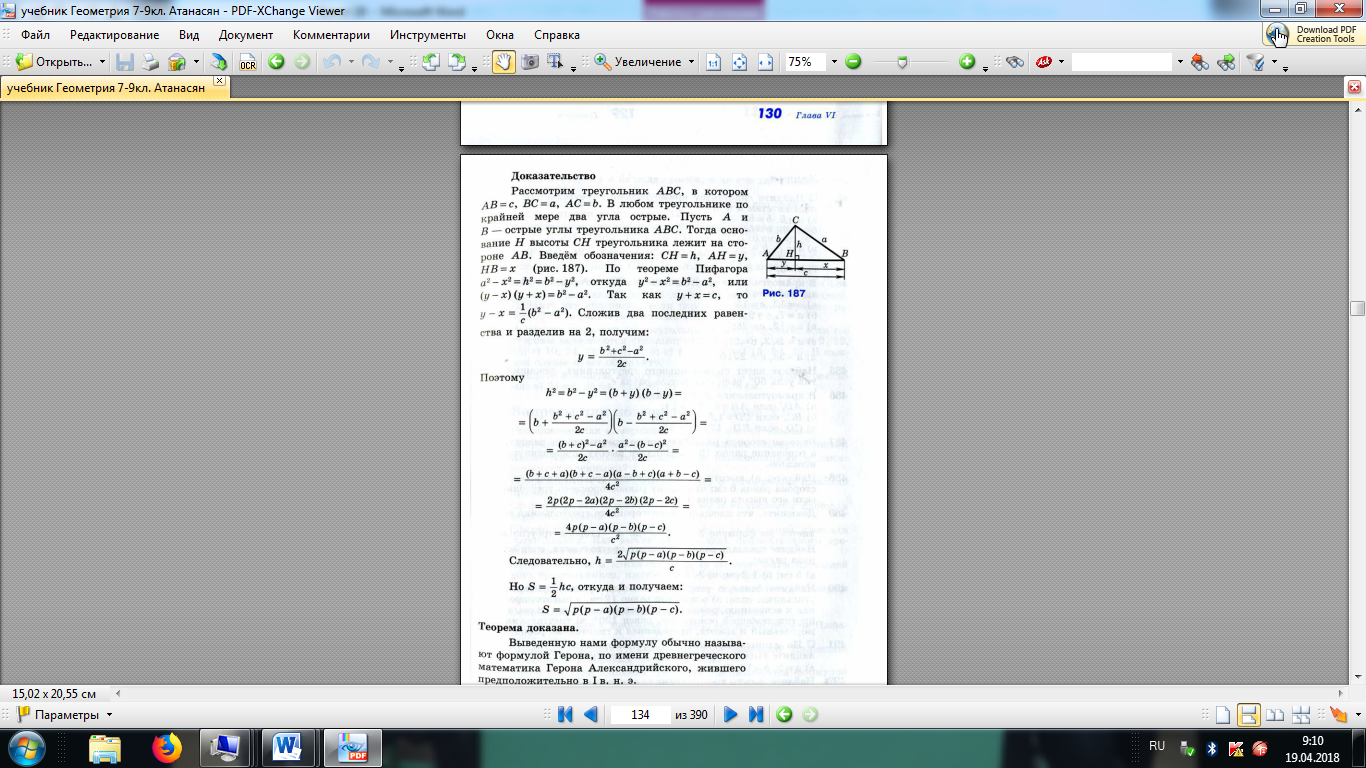 учебник Геометрия 7-9кл. Атанасян - PDF-XChange Viewer
Файл Редактирование Вид Документ Комментарии Инструменты Окна Справка
Download PDF
Creation Tools
Открыть... OCR Увеличение 1:1 75% Ask
учебник Геометрия 7-9кл. Атанасян
130 Глава VI
Доказательство
Рассмотрим треугольник ABC, в котором
AB=c, BC=a, AC=b. В любом треугольнике по
крайней мере два угла острые. Пусть A и
B — острые углы треугольника ABC. Тогда осно-
вание H высоты CH треугольника лежит на сто-
роне AB. Введём обозначения: CH=h, AH=y,
HB=x (рис. 187). По теореме Пифагора
a²−x²=h²=b²−y², откуда y²−x²=b²−a², или
(y−x)(y+x)=b²−a². Так как y+x=c, то
y−x = 1/c (b²−a²). Сложив два последних равен-
ства и разделив на 2, получим:
y = (b²+c²−a²)/2c.
Поэтому
h²=b²−y²=(b+y)(b−y)=
= (b + (b²+c²−a²)/2c)(b − (b²+c²−a²)/2c) =
= ((b+c)²−a²)/2c · (a²−(b−c)²)/2c =
= (b+c+a)(b+c−a)(a−b+c)(a+b−c)/4c² =
= 2p(2p−2a)(2p−2b)(2p−2c)/4c² =
= 4p(p−a)(p−b)(p−c)/c².
Следовательно, h = 2√(p(p−a)(p−b)(p−c))/c.
Но S = 1/2 hc, откуда и получаем:
S = √(p(p−a)(p−b)(p−c)).
Теорема доказана.
Выведенную нами формулу обычно называ-
ют формулой Герона, по имени древнегреческого
математика Герона Александрийского, жившего
предположительно в I в. н. э.
C
b h a
A H B
y x
c
Рис. 187
15,02 x 20,55 см
Параметры 134 из 390
W PDF RU 9:10
19.04.2018